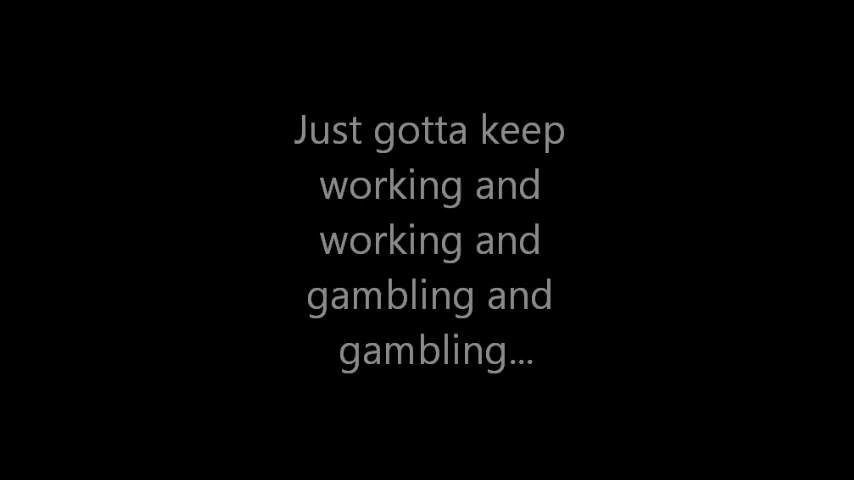 Just gotta keep
working and
working and
gambling and
gambling...